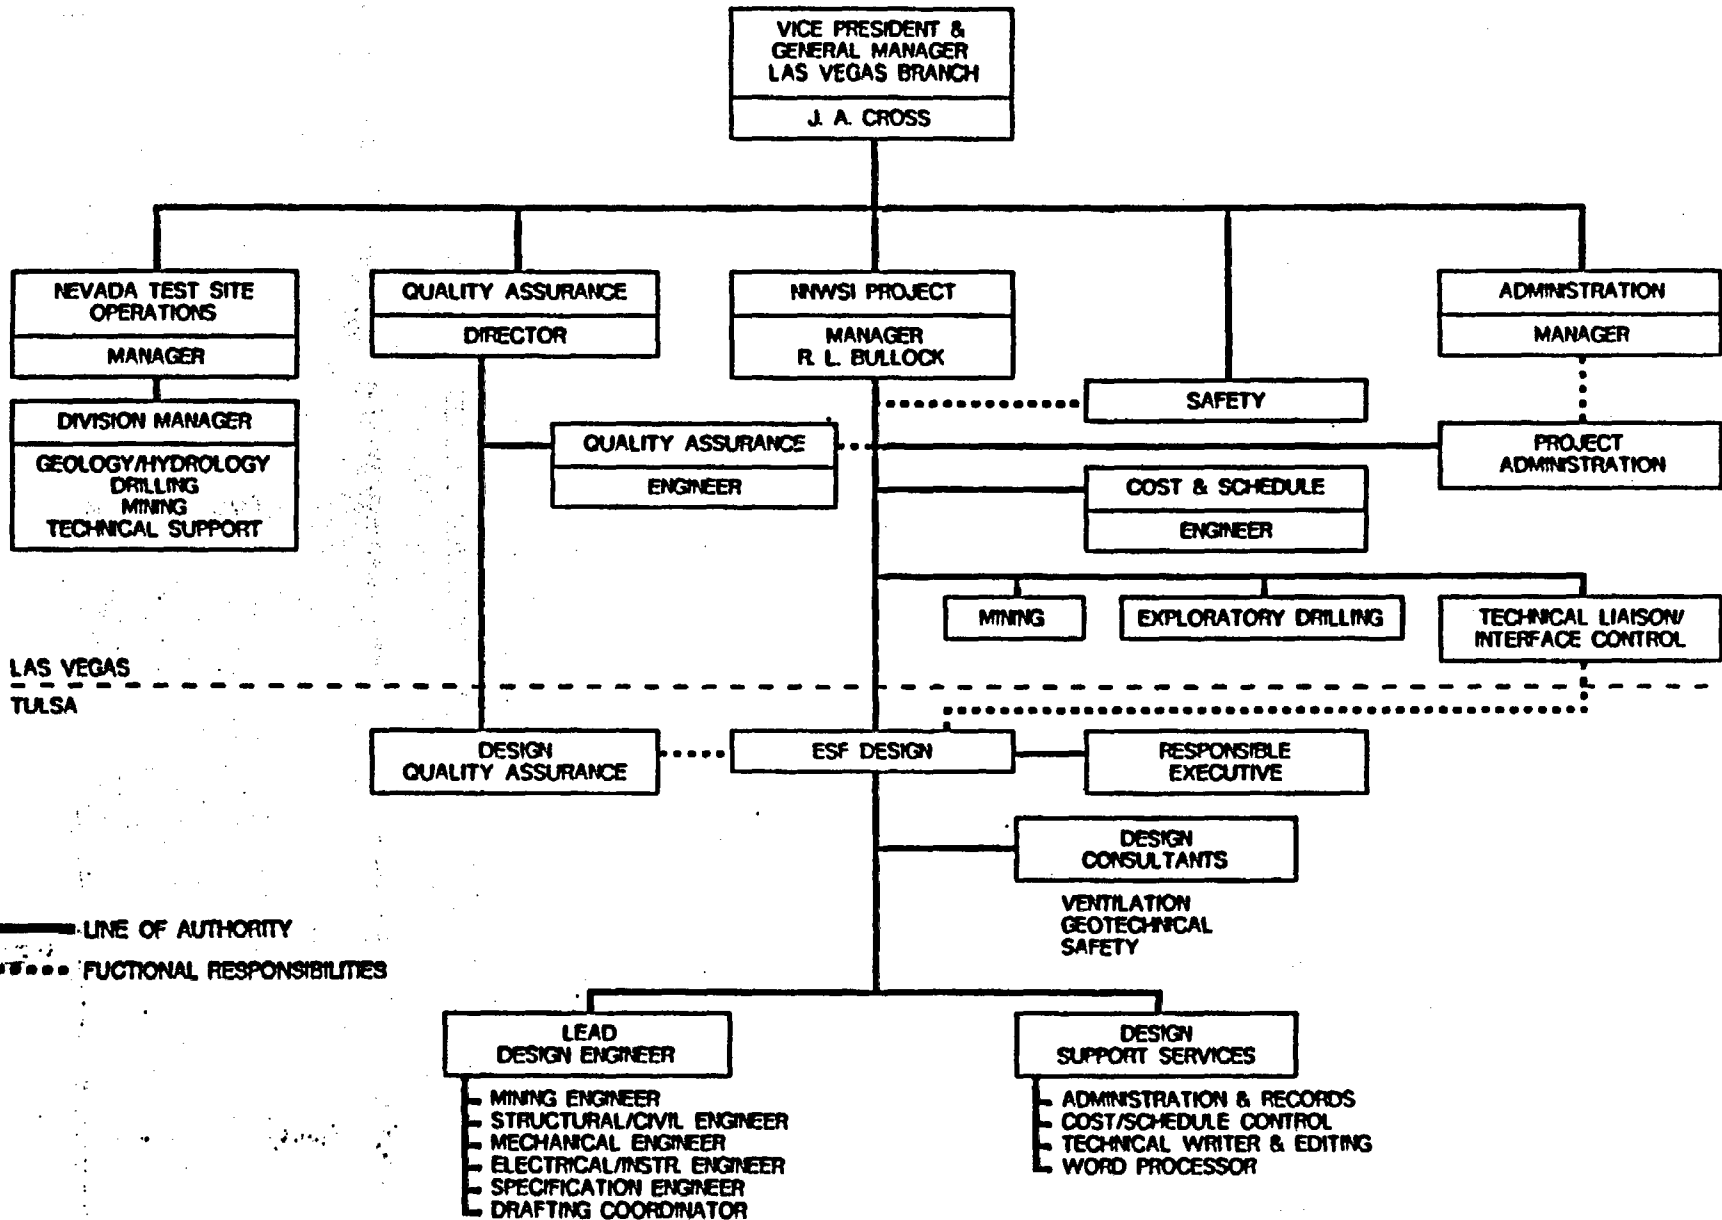 VICE PRESIDENT &
GENERAL MANAGER
LAS VEGAS BRANCH
J. A. CROSS
NEVADA TEST SITE
OPERATIONS
MANAGER
QUALITY ASSURANCE
DIRECTOR
NNWSI PROJECT
MANAGER
R. L. BULLOCK
ADMINISTRATION
MANAGER
DIVISION MANAGER
GEOLOGY/HYDROLOGY
DRILLING
MINING
TECHNICAL SUPPORT
QUALITY ASSURANCE
ENGINEER
SAFETY
PROJECT
ADMINISTRATION
COST & SCHEDULE
ENGINEER
MINING
EXPLORATORY DRILLING
TECHNICAL LIAISON/
INTERFACE CONTROL
LAS VEGAS
TULSA
DESIGN
QUALITY ASSURANCE
ESF DESIGN
RESPONSIBLE
EXECUTIVE
DESIGN
CONSULTANTS
VENTILATION
GEOTECHNICAL
SAFETY
LINE OF AUTHORITY
FUCTIONAL RESPONSIBILITIES
LEAD
DESIGN ENGINEER
MINING ENGINEER
STRUCTURAL/CIVIL ENGINEER
MECHANICAL ENGINEER
ELECTRICAL/INSTR. ENGINEER
SPECIFICATION ENGINEER
DRAFTING COORDINATOR
DESIGN
SUPPORT SERVICES
ADMINISTRATION & RECORDS
COST/SCHEDULE CONTROL
TECHNICAL WRITER & EDITING
WORD PROCESSOR